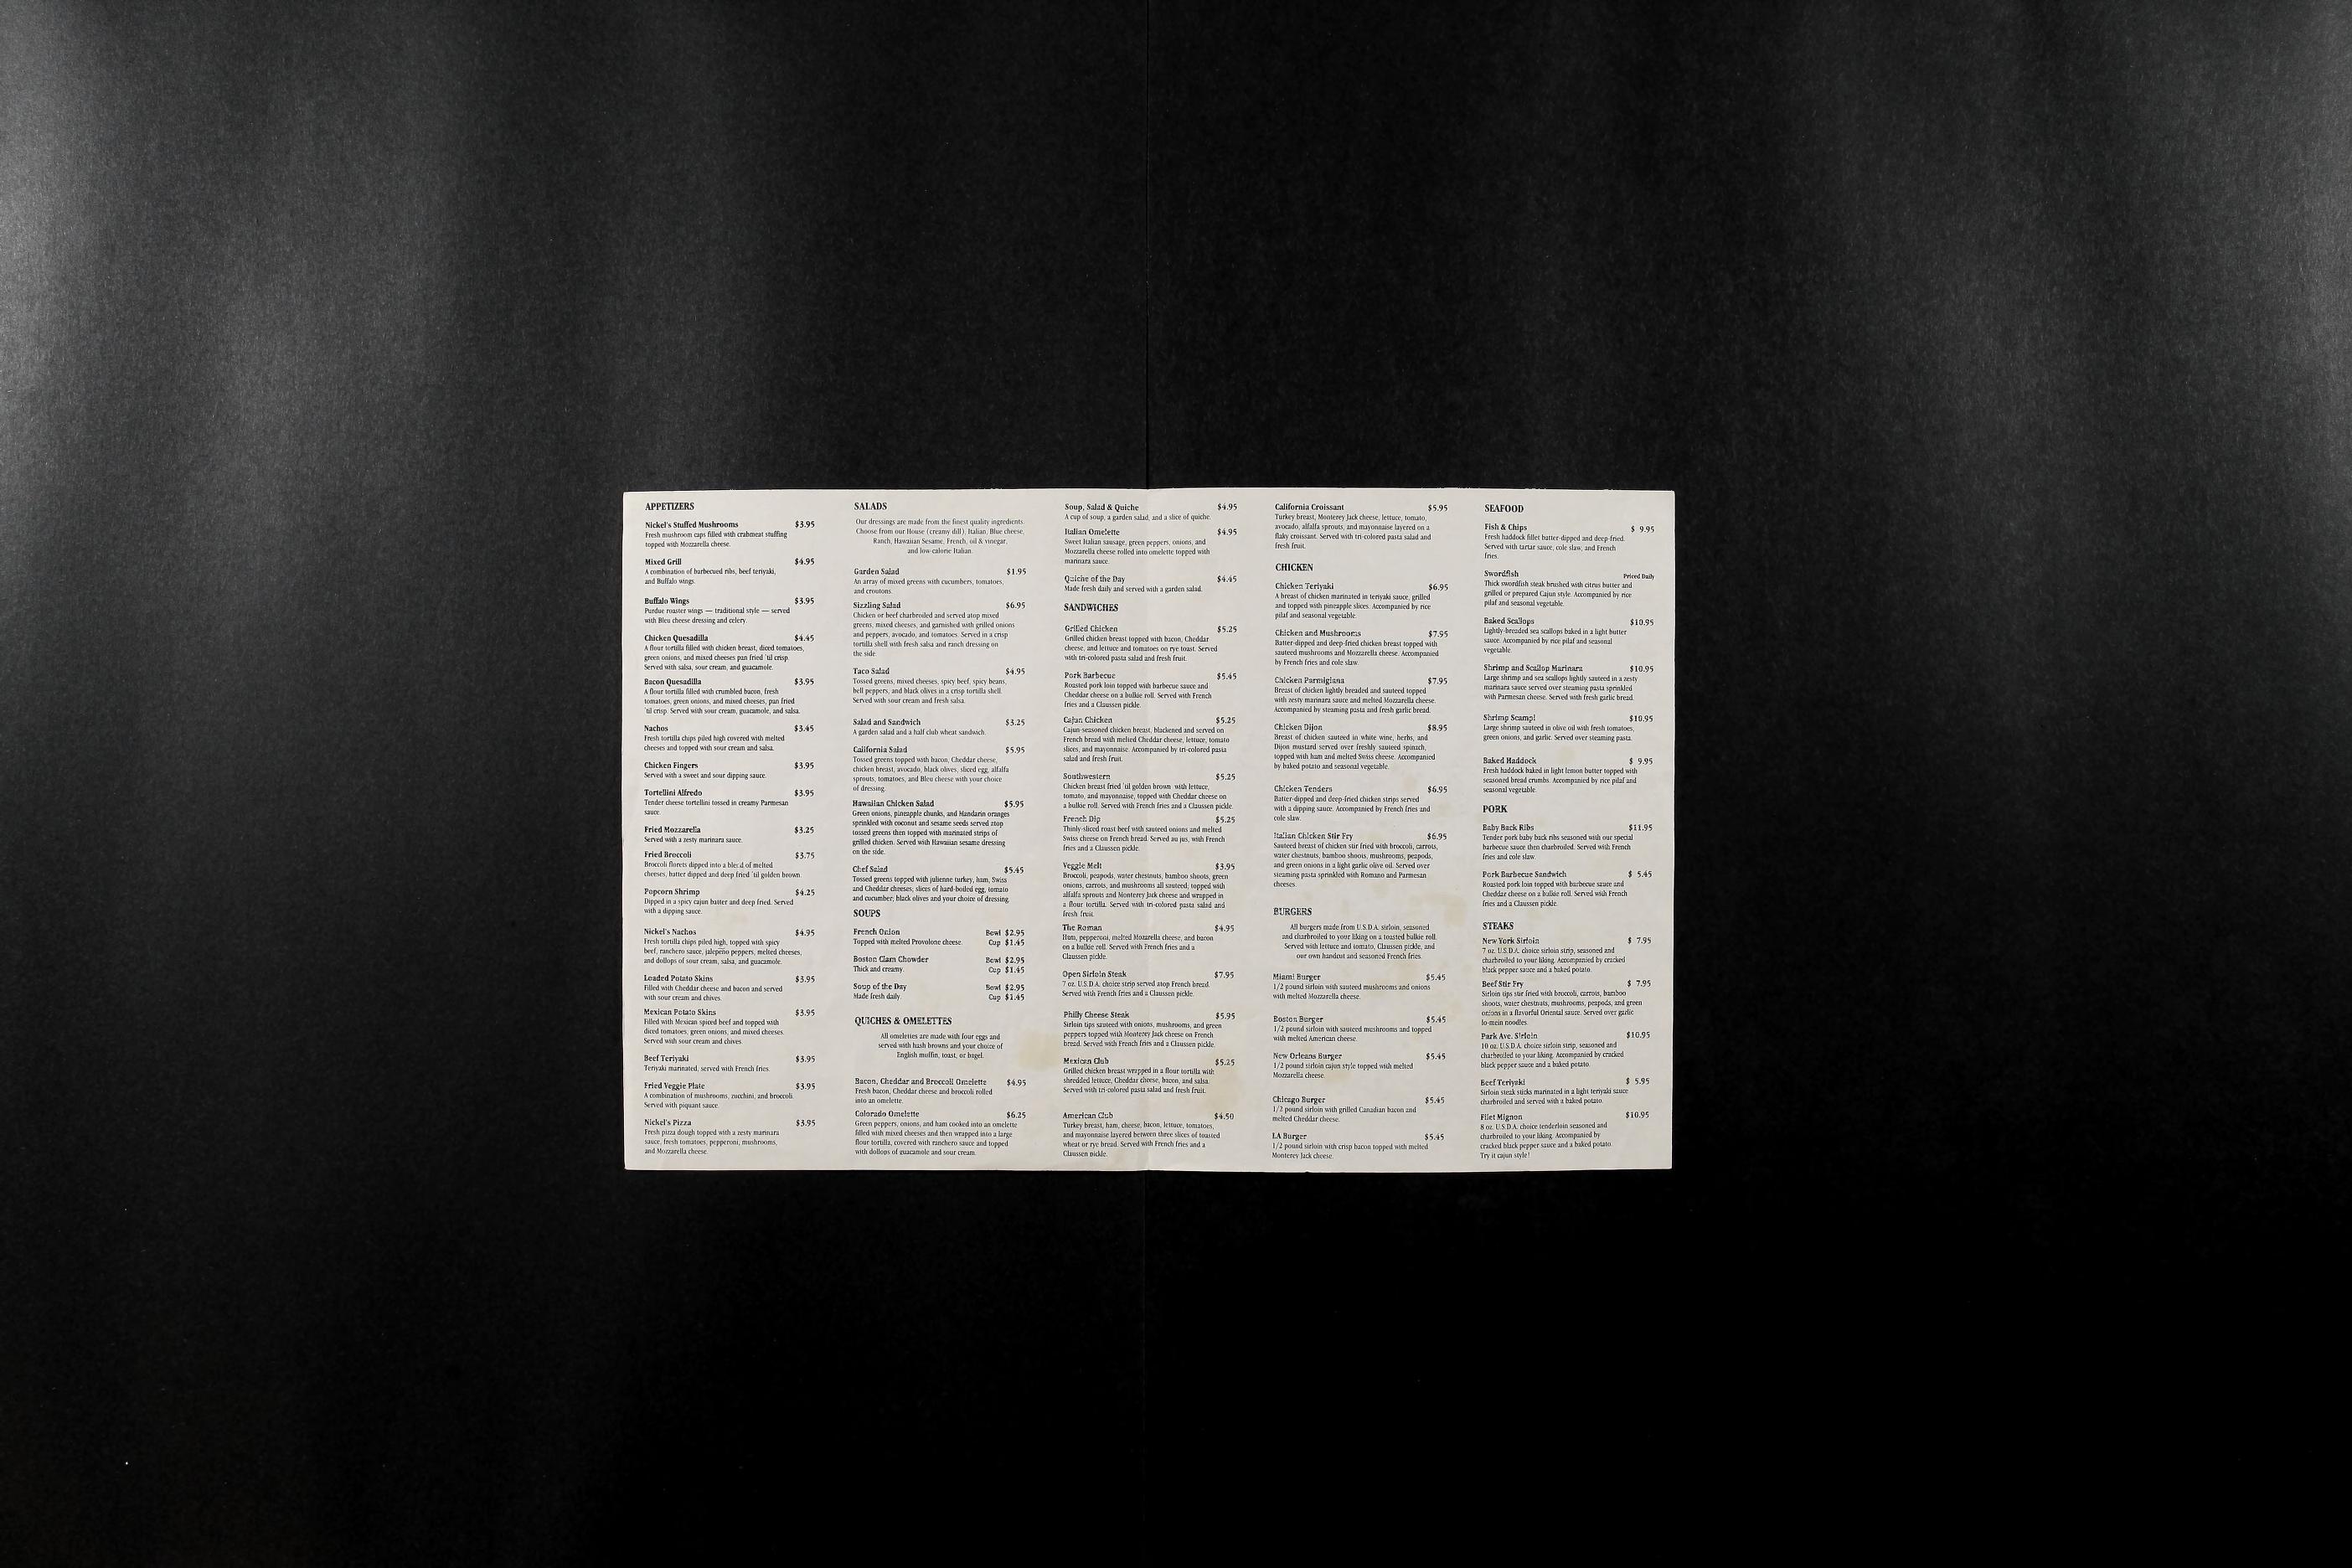 APPETIZERS
Nickel's Stuffed Mushrooms $3.95
Fresh mushroom caps filled with crabmeat stuffing
topped with Mozzarella cheese.
Mixed Grill $4.95
A combination of barbecued ribs, beef teriyaki,
and Buffalo wings.
Buffalo Wings $3.95
Purdue roaster wings — traditional style — served
with Bleu cheese dressing and celery.
Chicken Quesadilla $4.45
A flour tortilla filled with chicken breast, diced tomatoes,
green onions, and mixed cheeses pan fried 'til crisp.
Served with salsa, sour cream, and guacamole.
Bacon Quesadilla $3.95
A flour tortilla filled with crumbled bacon, fresh
tomatoes, green onions, and mixed cheeses, pan fried
'til crisp. Served with sour cream, guacamole, and salsa.
Nachos $3.45
Fresh tortilla chips piled high covered with melted
cheeses and topped with sour cream and salsa.
Chicken Fingers $3.95
Served with a sweet and sour dipping sauce.
Tortellini Alfredo $3.95
Tender cheese tortellini tossed in creamy Parmesan
sauce.
Fried Mozzarella $3.25
Served with a zesty marinara sauce.
Fried Broccoli $3.75
Broccoli florets dipped into a blend of melted
cheeses, butter dipped and deep fried 'til golden brown.
Popcorn Shrimp $4.25
Dipped in a spicy cajun batter and deep fried. Served
with a dipping sauce.
Nickel's Nachos $4.95
Fresh tortilla chips piled high, topped with spicy
beef, ranchero sauce, jalepeño peppers, melted cheeses,
and dollops of sour cream, salsa, and guacamole.
Loaded Potato Skins $3.95
Filled with Cheddar cheese and bacon and served
with sour cream and chives.
Mexican Potato Skins $3.95
Filled with Mexican spiced beef and topped with
diced tomatoes, green onions, and mixed cheeses.
Served with sour cream and chives.
Beef Teriyaki $3.95
Teriyaki marinated, served with French fries.
Fried Veggie Plate $3.95
A combination of mushrooms, zucchini, and broccoli.
Served with piquant sauce.
Nickel's Pizza $3.95
Fresh pizza dough topped with a zesty marinara
sauce, fresh tomatoes, pepperoni, mushrooms,
and Mozzarella cheese.
SALADS
Our dressings are made from the finest quality ingredients.
Choose from our House (creamy dill), Italian, Blue cheese,
Ranch, Hawaiian Sesame, French, oil & vinegar,
and low-calorie Italian.
Garden Salad $1.95
An array of mixed greens with cucumbers, tomatoes,
and croutons.
Sizzling Salad $6.95
Chicken or beef charbroiled and served atop mixed
greens, mixed cheeses, and garnished with grilled onions
and peppers, avocado, and tomatoes. Served in a crisp
tortilla shell with fresh salsa and ranch dressing on
the side.
Taco Salad $4.95
Tossed greens, mixed cheeses, spicy beef, spicy beans,
bell peppers, and black olives in a crisp tortilla shell.
Served with sour cream and fresh salsa.
Salad and Sandwich $3.25
A garden salad and a half club wheat sandwich.
California Salad $5.95
Tossed greens topped with bacon, Cheddar cheese,
chicken breast, avocado, black olives, sliced egg, alfalfa
sprouts, tomatoes, and Bleu cheese with your choice
of dressing.
Hawaiian Chicken Salad $5.95
Green onions, pineapple chunks, and Mandarin oranges
sprinkled with coconut and sesame seeds served atop
tossed greens then topped with marinated strips of
grilled chicken. Served with Hawaiian sesame dressing
on the side.
Chef Salad $5.45
Tossed greens topped with julienne turkey, ham, Swiss
and Cheddar cheeses; slices of hard-boiled egg, tomato
and cucumber; black olives and your choice of dressing.
SOUPS
French Onion Bowl $2.95
Topped with melted Provolone cheese. Cup $1.45
Boston Clam Chowder Bowl $2.95
Thick and creamy. Cup $1.45
Soup of the Day Bowl $2.95
Made fresh daily. Cup $1.45
QUICHES & OMELETTES
All omelettes are made with four eggs and
served with hash browns and your choice of
English muffin, toast, or bagel.
Bacon, Cheddar and Broccoli Omelette $4.95
Fresh bacon, Cheddar cheese and broccoli rolled
into an omelette.
Colorado Omelette $6.25
Green peppers, onions, and ham cooked into an omelette
filled with mixed cheeses and then wrapped into a large
flour tortilla, covered with ranchero sauce and topped
with dollops of guacamole and sour cream.
Soup, Salad & Quiche $4.95
A cup of soup, a garden salad, and a slice of quiche.
Italian Omelette $4.95
Sweet Italian sausage, green peppers, onions, and
Mozzarella cheese rolled into omelette topped with
marinara sauce.
Quiche of the Day $4.45
Made fresh daily and served with a garden salad.
SANDWICHES
Grilled Chicken $5.25
Grilled chicken breast topped with bacon, Cheddar
cheese, and lettuce and tomatoes on rye toast. Served
with tri-colored pasta salad and fresh fruit.
Pork Barbecue $5.45
Roasted pork loin topped with barbecue sauce and
Cheddar cheese on a bulkie roll. Served with French
fries and a Claussen pickle.
Cajun Chicken $5.25
Cajun seasoned chicken breast, blackened and served on
French bread with melted Cheddar cheese, lettuce, tomato
slices, and mayonnaise. Accompanied by tri-colored pasta
salad and fresh fruit.
Southwestern $5.25
Chicken breast fried 'til golden brown with lettuce,
tomato, and mayonnaise, topped with Cheddar cheese on
a bulkie roll. Served with French fries and a Claussen pickle.
French Dip $5.25
Thinly-sliced roast beef with sauteed onions and melted
Swiss cheese on French bread. Served au jus, with French
fries and a Claussen pickle.
Veggie Melt $3.95
Broccoli, peapods, water chestnuts, bamboo shoots, green
onions, carrots, and mushrooms all sauteed, topped with
alfalfa sprouts and Monterey Jack cheese and wrapped in
a flour tortilla. Served with tri-colored pasta salad and
fresh fruit.
The Roman $4.95
Ham, pepperoni, melted Mozarella cheese, and bacon
on a bulkie roll. Served with French fries and a
Claussen pickle.
Open Sirloin Steak $7.95
7 oz. U.S.D.A. choice strip served atop French bread.
Served with French fries and a Claussen pickle.
Philly Cheese Steak $5.95
Sirloin tips sauteed with onions, mushrooms, and green
peppers topped with Monterey Jack cheese on French
bread. Served with French fries and a Claussen pickle.
Mexican Club $5.25
Grilled chicken breast wrapped in a flour tortilla with
shredded lettuce, Cheddar cheese, bacon, and salsa.
Served with tri-colored pasta salad and fresh fruit.
American Club $4.50
Turkey breast, ham, cheese, bacon, lettuce, tomatoes,
and mayonnaise layered between three slices of toasted
wheat or rye bread. Served with French fries and a
Claussen pickle.
California Croissant $5.95
Turkey breast, Monterey Jack cheese, lettuce, tomato,
avocado, alfalfa sprouts, and mayonnaise layered on a
flaky croissant. Served with tri-colored pasta salad and
fresh fruit.
CHICKEN
Chicken Teriyaki $6.95
A breast of chicken marinated in teriyaki sauce, grilled
and topped with pineapple slices. Accompanied by rice
pilaf and seasonal vegetable.
Chicken and Mushrooms $7.95
Batter-dipped and deep-fried chicken breast topped with
sauteed mushrooms and Mozzarella cheese. Accompanied
by French fries and cole slaw.
Chicken Parmigiana $7.95
Breast of chicken lightly breaded and sauteed topped
with zesty marinara sauce and melted Mozzarella cheese.
Accompanied by steaming pasta and fresh garlic bread.
Chicken Dijon $8.95
Breast of chicken sauteed in white wine, herbs, and
Dijon mustard served over freshly sauteed spinach,
topped with ham and melted Swiss cheese. Accompanied
by baked potato and seasonal vegetable.
Chicken Tenders $6.95
Batter-dipped and deep-fried chicken strips served
with a dipping sauce. Accompanied by French fries and
cole slaw.
Italian Chicken Stir Fry $6.95
Sauteed breast of chicken stir fried with broccoli, carrots,
water chestnuts, bamboo shoots, mushrooms, peapods,
and green onions in a light garlic olive oil. Served over
steaming pasta sprinkled with Romano and Parmesan
cheeses.
BURGERS
All burgers made from U.S.D.A. sirloin, seasoned
and charbroiled to your liking on a toasted bulkie roll.
Served with lettuce and tomato, Claussen pickle, and
our own handcut and seasoned French fries.
Miami Burger $5.45
1/2 pound sirloin with sauteed mushrooms and onions
with melted Mozzarella cheese.
Boston Burger $5.45
1/2 pound sirloin with sauteed mushrooms and topped
with melted American cheese.
New Orleans Burger $5.45
1/2 pound sirloin cajun style topped with melted
Mozzarella cheese.
Chicago Burger $5.45
1/2 pound sirloin with grilled Canadian bacon and
melted Cheddar cheese.
LA Burger $5.45
1/2 pound sirloin with crisp bacon topped with melted
Monterey Jack cheese.
SEAFOOD
Fish & Chips $ 9.95
Fresh haddock fillet batter-dipped and deep-fried.
Served with tartar sauce, cole slaw, and French
fries.
Swordfish Priced Daily
Thick swordfish steak brushed with citrus butter and
grilled or prepared Cajun style. Accompanied by rice
pilaf and seasonal vegetable.
Baked Scallops $10.95
Lightly-breaded sea scallops baked in a light butter
sauce. Accompanied by rice pilaf and seasonal
vegetable.
Shrimp and Scallop Marinara $10.95
Large shrimp and sea scallops lightly sauteed in a zesty
marinara sauce served over steaming pasta sprinkled
with Parmesan cheese. Served with fresh garlic bread.
Shrimp Scampi $10.95
Large shrimp sauteed in olive oil with fresh tomatoes,
green onions, and garlic. Served over steaming pasta.
Baked Haddock $ 9.95
Fresh haddock baked in light lemon butter topped with
seasoned bread crumbs. Accompanied by rice pilaf and
seasonal vegetable.
PORK
Baby Back Ribs $11.95
Tender pork baby back ribs seasoned with our special
barbecue sauce then charbroiled. Served with French
fries and cole slaw.
Pork Barbecue Sandwich $ 5.45
Roasted pork loin topped with barbecue sauce and
Cheddar cheese on a bulkie roll. Served with French
fries and a Claussen pickle.
STEAKS
New York Sirloin $ 7.95
7 oz. U.S.D.A. choice sirloin strip, seasoned and
charbroiled to your liking. Accompanied by cracked
black pepper sauce and a baked potato.
Beef Stir Fry $ 7.95
Sirloin tips stir fried with broccoli, carrots, bamboo
shoots, water chestnuts, mushrooms, peapods, and green
onions in a flavorful Oriental sauce. Served over garlic
lo-mein noodles.
Park Ave. Sirloin $10.95
10 oz. U.S.D.A. choice sirloin strip, seasoned and
charbroiled to your liking. Accompanied by cracked
black pepper sauce and a baked potato.
Beef Teriyaki $ 5.95
Sirloin steak sticks marinated in a light teriyaki sauce
charbroiled and served with a baked potato.
Filet Mignon $10.95
8 oz. U.S.D.A. choice tenderloin seasoned and
charbroiled to your liking. Accompanied by
cracked black pepper sauce and a baked potato.
Try it cajun style!